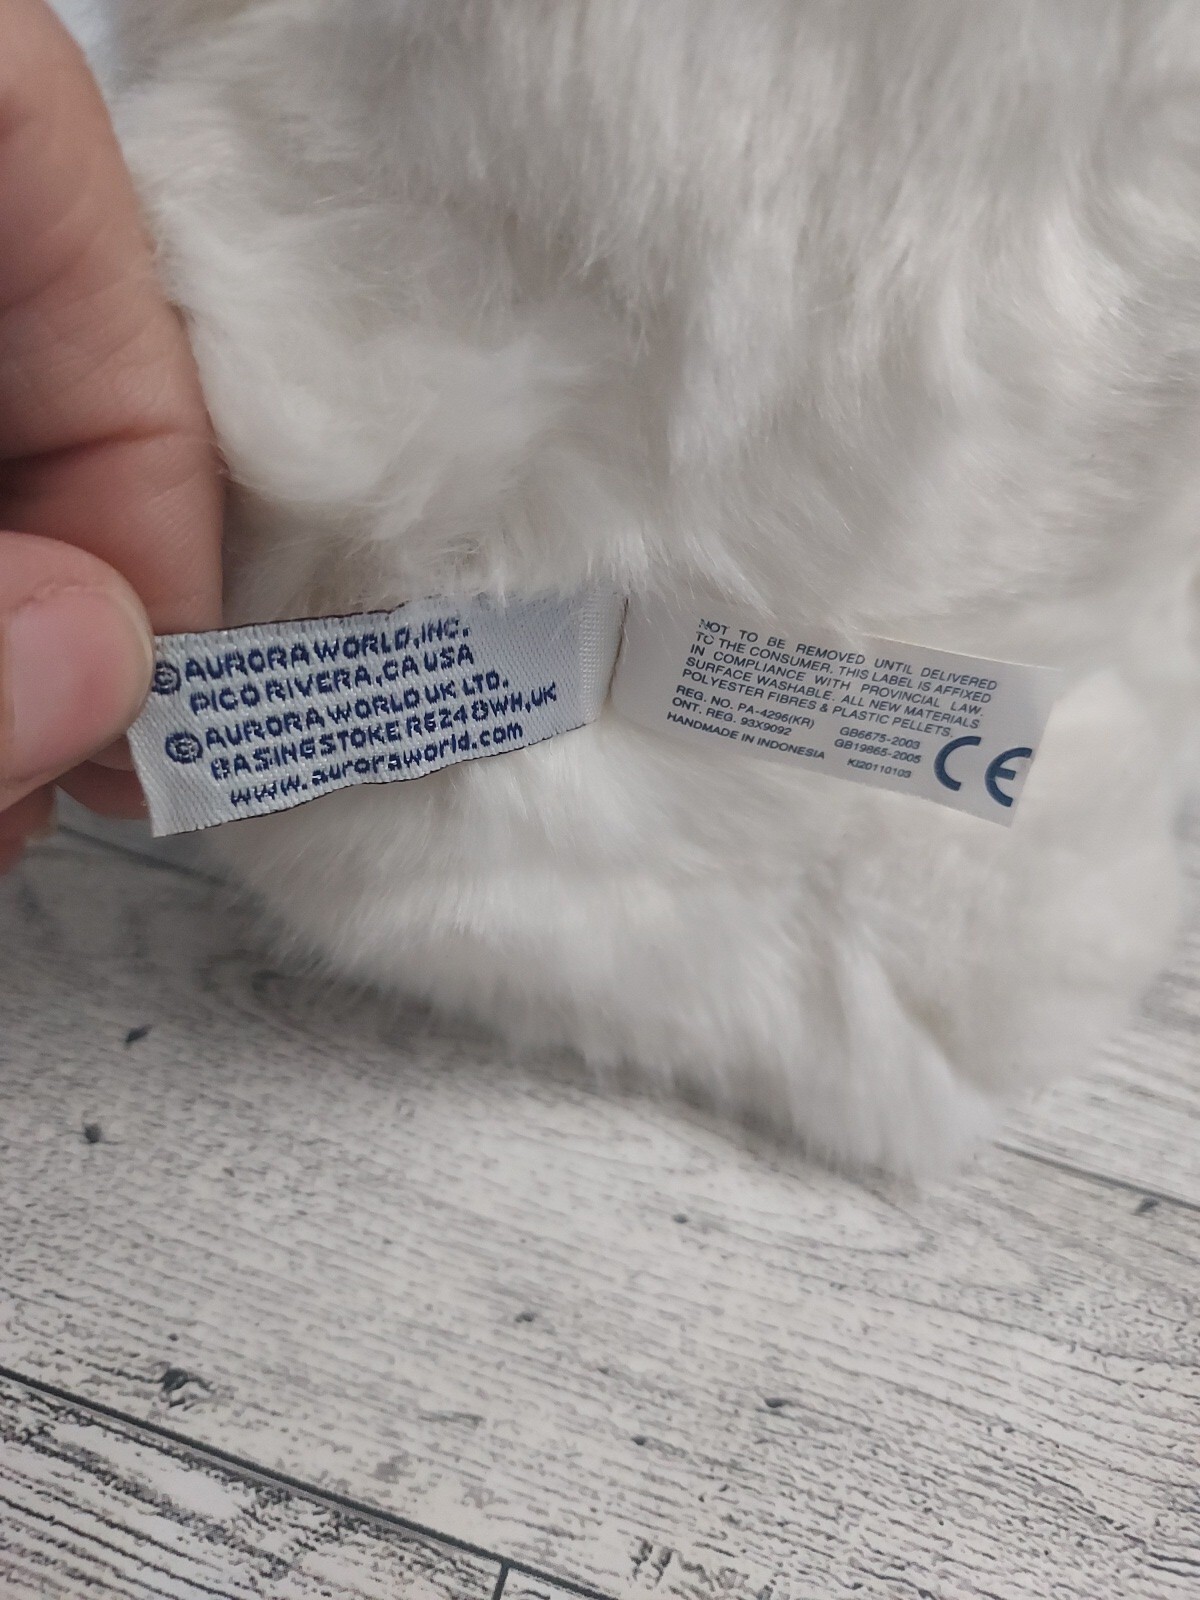 © AURORA WORLD, INC.
PICO RIVERA, CA USA
© AURORA WORLD UK LTD.
BASINGSTOKE RG24 8WH, UK
www.auroraworld.com
NOT TO BE REMOVED UNTIL DELIVERED
TO THE CONSUMER. THIS LABEL IS AFFIXED
IN COMPLIANCE WITH PROVINCIAL LAW.
SURFACE WASHABLE. ALL NEW MATERIALS
POLYESTER FIBRES & PLASTIC PELLETS.
REG. NO. PA-4296(KR) GB6675-2003
ONT. REG. 93X9092 GB19865-2005
HANDMADE IN INDONESIA KI20110103
CE